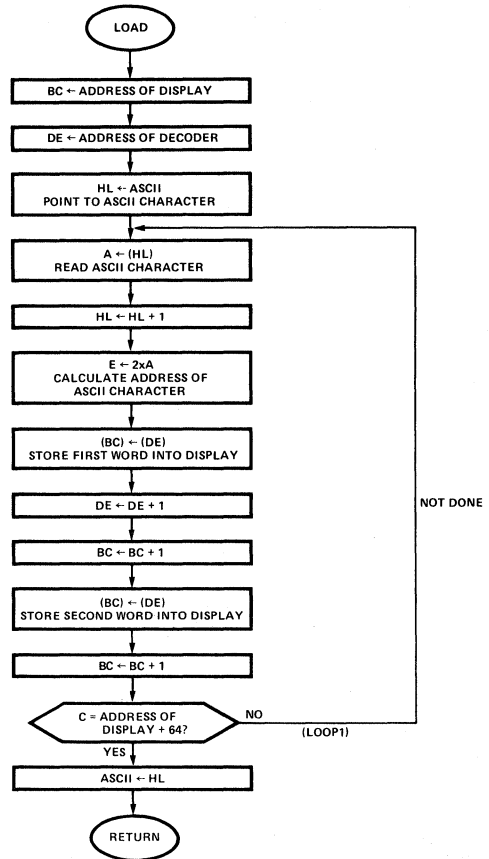 LOAD
BC ← ADDRESS OF DISPLAY
DE ← ADDRESS OF DECODER
HL ← ASCII
POINT TO ASCII CHARACTER
A ← (HL)
READ ASCII CHARACTER
HL ← HL + 1
E ← 2xA
CALCULATE ADDRESS OF
ASCII CHARACTER
(BC) ← (DE)
STORE FIRST WORD INTO DISPLAY
NOT DONE
DE ← DE + 1
BC ← BC + 1
(BC) ← (DE)
STORE SECOND WORD INTO DISPLAY
BC ← BC + 1
C = ADDRESS OF
DISPLAY + 64?
NO
(LOOP1)
YES
ASCII ← HL
RETURN